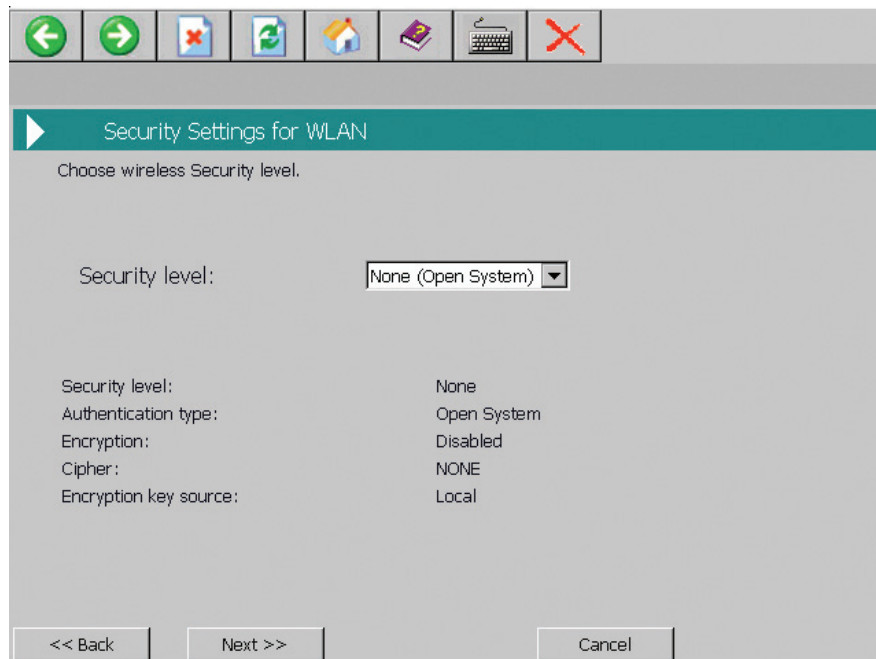 Security Settings for WLAN
Choose wireless Security level.
Security level: None (Open System)
Security level: None
Authentication type: Open System
Encryption: Disabled
Cipher: NONE
Encryption key source: Local
<< Back Next >> Cancel